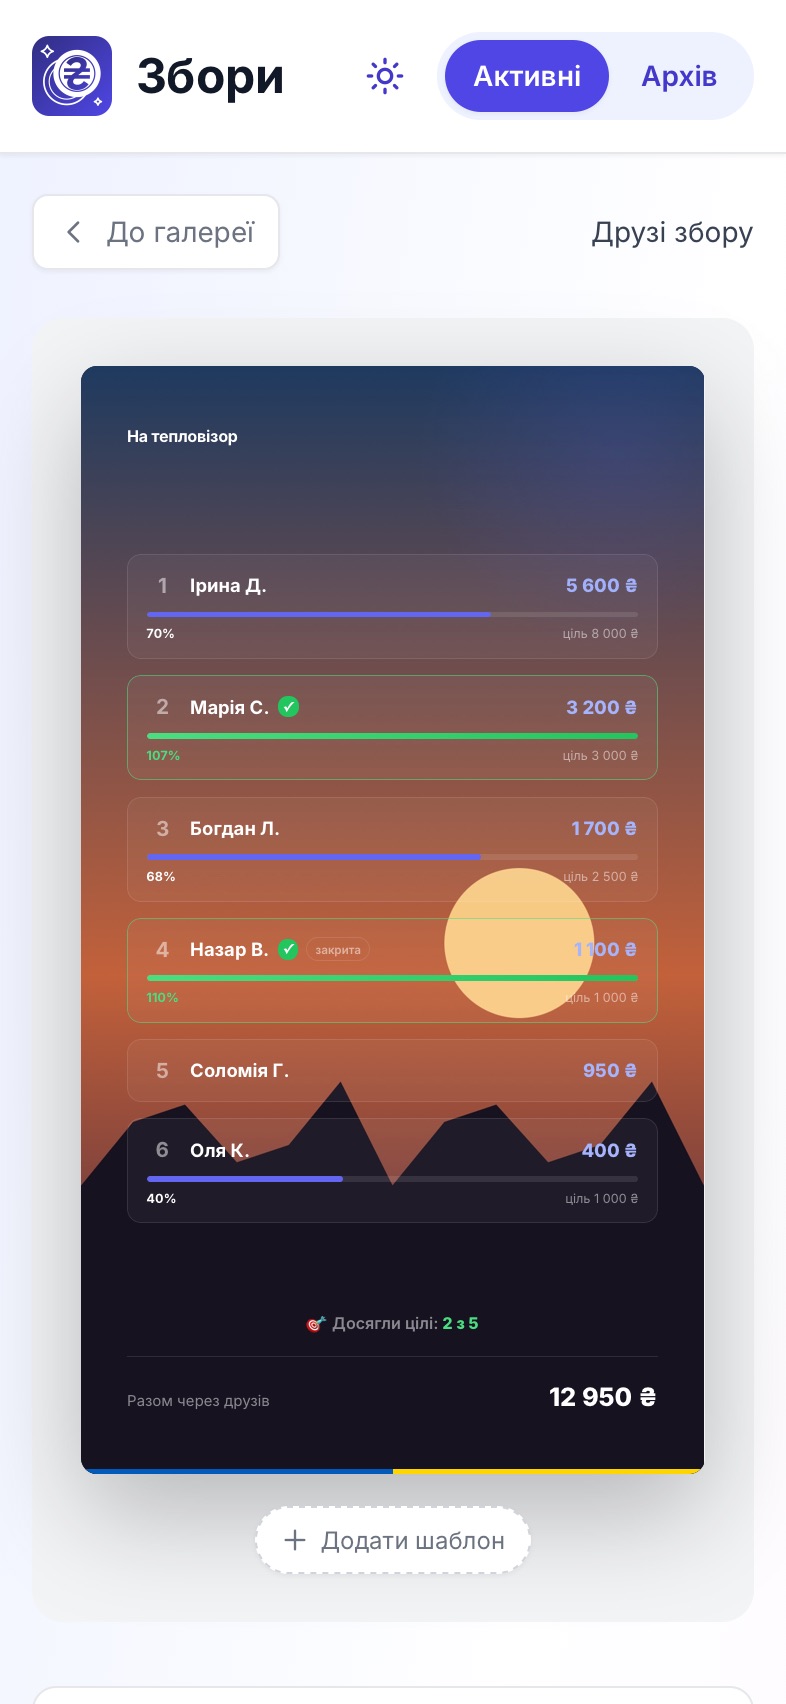 Збори
Активні
Архів
До галереї
Друзі збору
На тепловізор
1 Ірина Д. 5 600 ₴
70% ціль 8 000 ₴
2 Марія С. 3 200 ₴
107% ціль 3 000 ₴
3 Богдан Л. 1 700 ₴
68% ціль 2 500 ₴
4 Назар В. закрита 1 100 ₴
110% ціль 1 000 ₴
5 Соломія Г. 950 ₴
6 Оля К. 400 ₴
40% ціль 1 000 ₴
Досягли цілі: 2 з 5
Разом через друзів 12 950 ₴
Додати шаблон